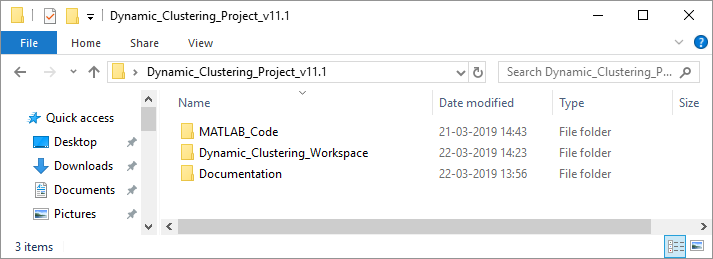 Dynamic_Clustering_Project_v11.1
File Home Share View
Dynamic_Clustering_Project_v11.1 Search Dynamic_Clustering_P...
Name Date modified Type Size
Quick access
Desktop
Downloads
Documents
Pictures
MATLAB_Code 21-03-2019 14:43 File folder
Dynamic_Clustering_Workspace 22-03-2019 14:23 File folder
Documentation 22-03-2019 13:56 File folder
3 items